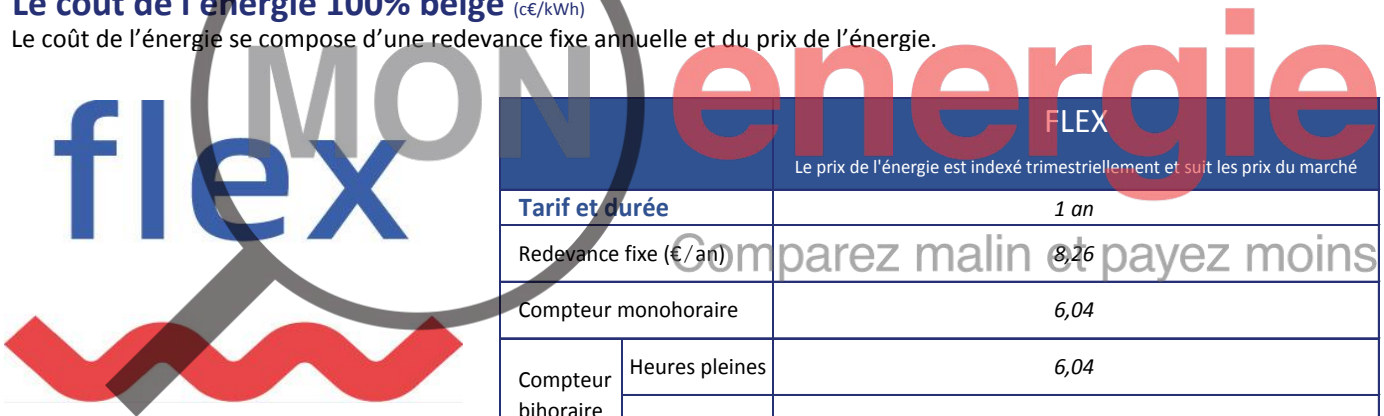 Le coût de l'énergie 100% belge (c€/kWh)
Le coût de l'énergie se compose d'une redevance fixe annuelle et du prix de l'énergie.
MON energie
Comparez malin et payez moins
flex
FLEX
Le prix de l'énergie est indexé trimestriellement et suit les prix du marché
Tarif et durée 1 an
Redevance fixe (€/an) 8,26
Compteur monohoraire 6,04
Compteur bihoraire
Heures pleines 6,04